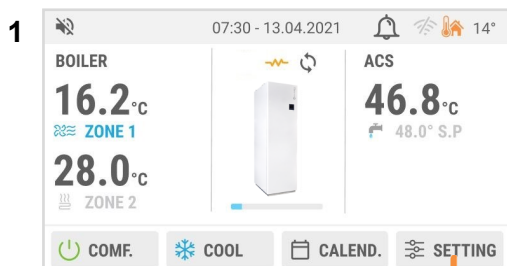 1
07:30 - 13.04.2021 14°
BOILER
16.2°C
ZONE 1
28.0°C
ZONE 2
ACS
46.8°C
48.0° S.P
COMF. COOL CALEND. SETTING